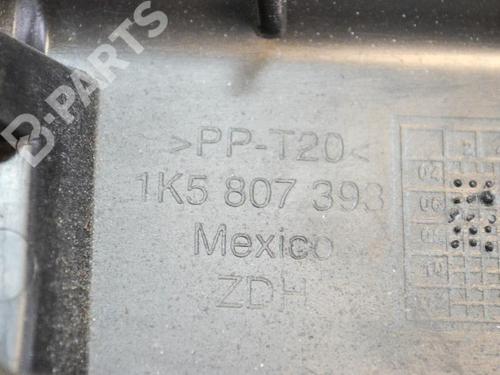 B-PARTS
>PP-T20<
1K5 807 393
Mexico
ZDH